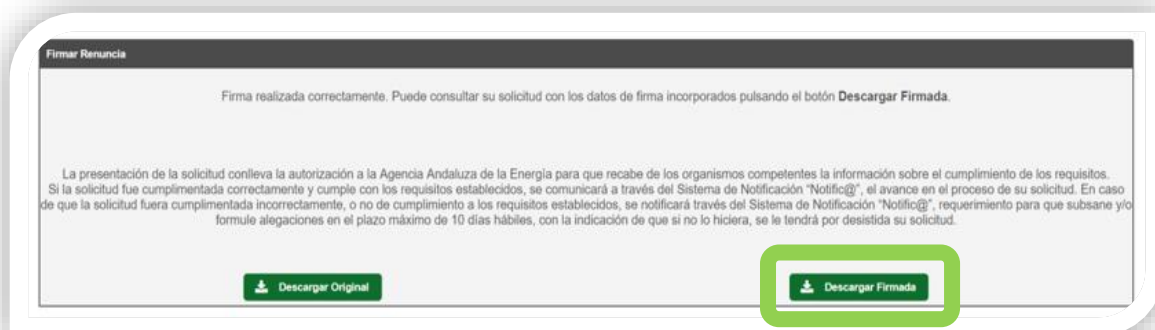 Firmar Renuncia
Firma realizada correctamente. Puede consultar su solicitud con los datos de firma incorporados pulsando el botón Descargar Firmada.
La presentación de la solicitud conlleva la autorización a la Agencia Andaluza de la Energía para que recabe de los organismos competentes la información sobre el cumplimiento de los requisitos.
Si la solicitud fue cumplimentada correctamente y cumple con los requisitos establecidos, se comunicará a través del Sistema de Notificación “Notific@”, el avance en el proceso de su solicitud. En caso
de que la solicitud fuera cumplimentada incorrectamente, o no de cumplimiento a los requisitos establecidos, se notificará través del Sistema de Notificación “Notific@”, requerimiento para que subsane y/o
formule alegaciones en el plazo máximo de 10 días hábiles, con la indicación de que si no lo hiciera, se le tendrá por desistida su solicitud.
Descargar Original
Descargar Firmada